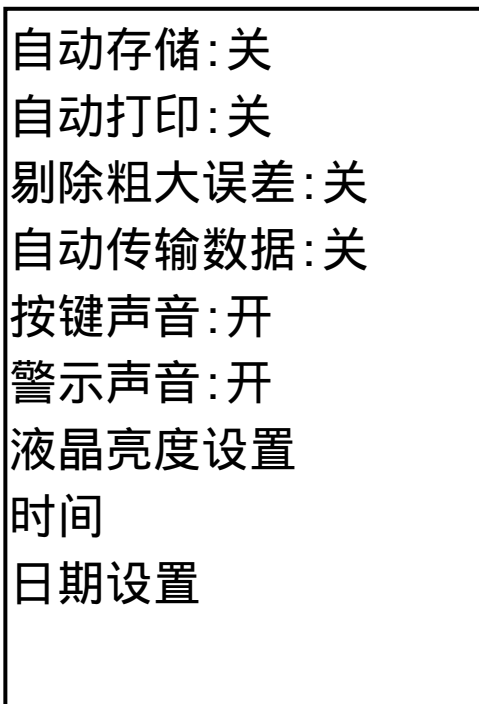 自动存储:关
自动打印:关
剔除粗大误差:关
自动传输数据:关
按键声音:开
警示声音:开
液晶亮度设置
时间
日期设置